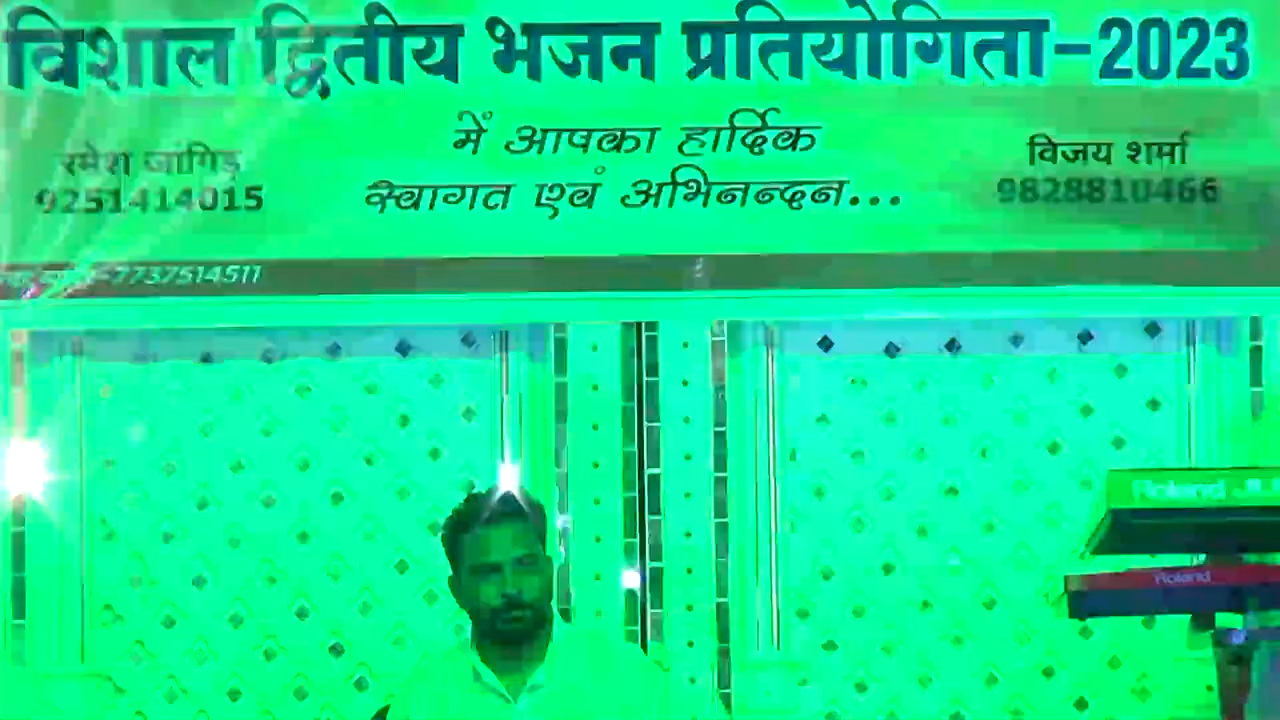 विशाल द्वितीय भजन प्रतियोगिता-2023
में आपका हार्दिक
स्वागत एवं अभिनन्दन...
रमेश जांगिड़
9251414015
विजय शर्मा
9828810466
7737514511
Roland
Roland